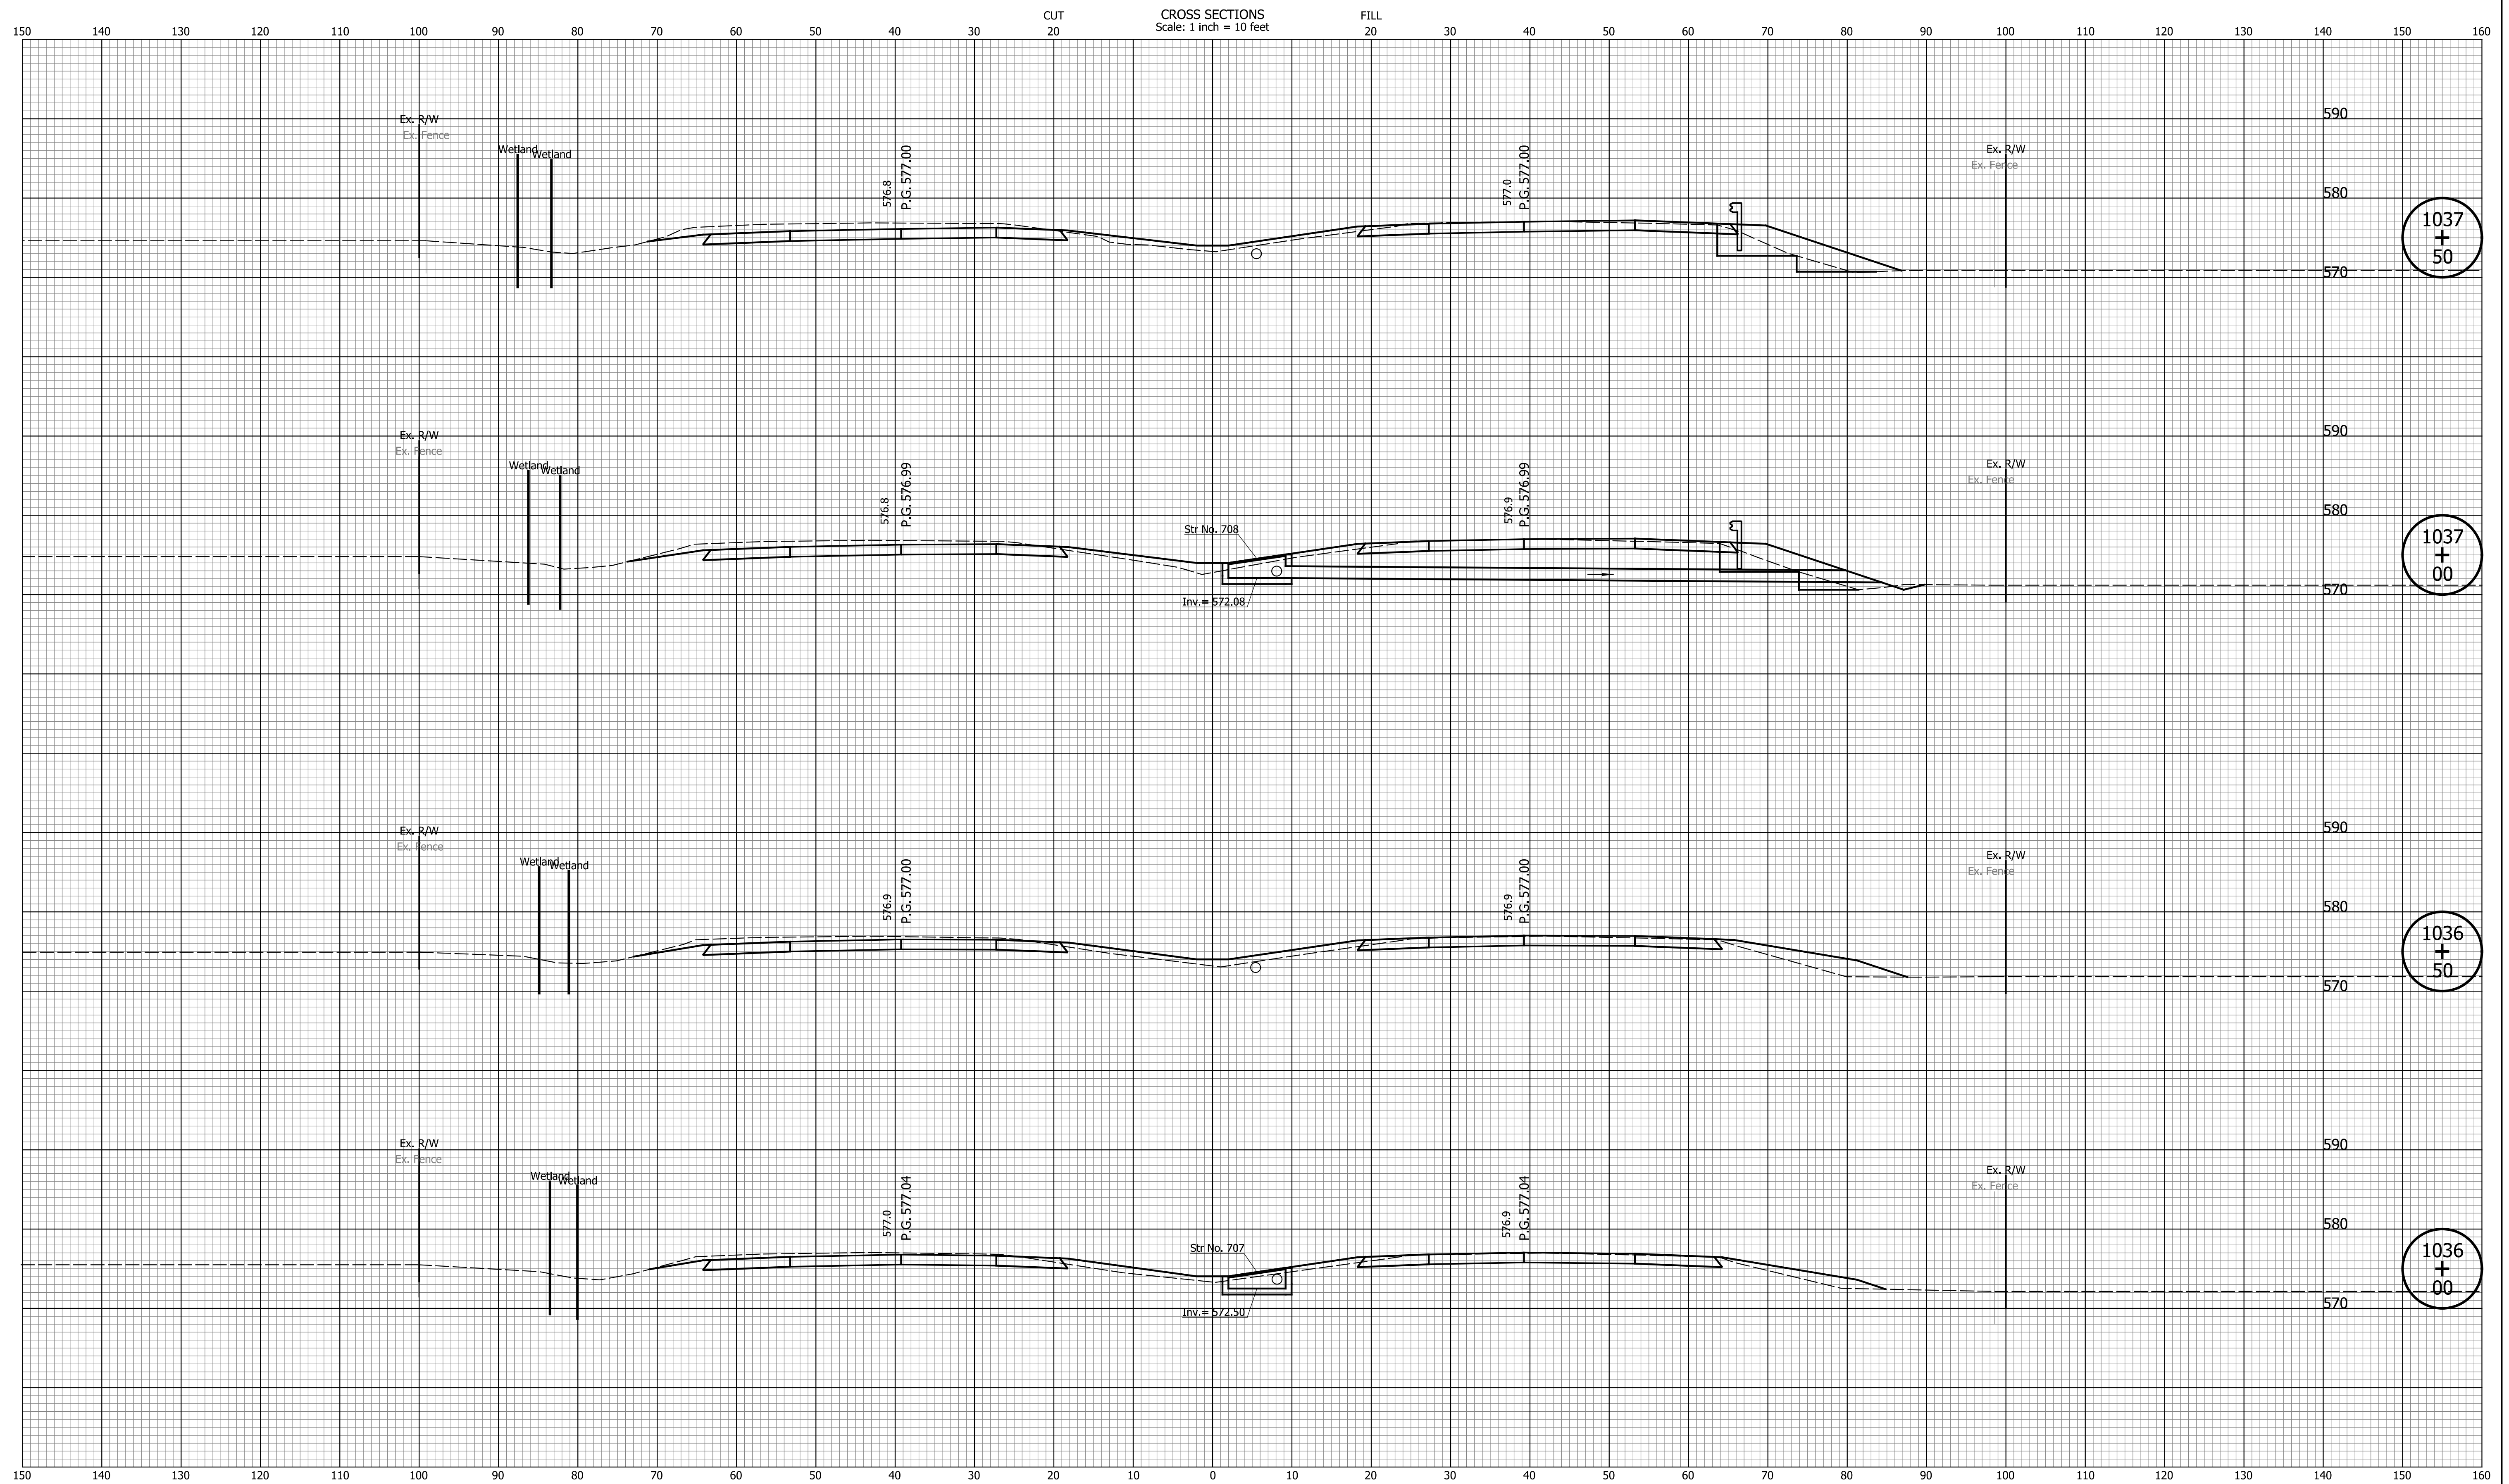 CUT CROSS SECTIONS FILL
Scale: 1 inch = 10 feet
150 140 130 120 110 100 90 80 70 60 50 40 30 20 20 30 40 50 60 70 80 90 100 110 120 130 140 150 160
590
Ex. R/W
Ex. Fence
Wetland
Wetland
576.8
P.G. 577.00
577.0
P.G. 577.00
Ex. R/W
Ex. Fence
580
570
1037
+
50
590
Ex. R/W
Ex. Fence
Wetland
Wetland
576.8
P.G. 576.99
Str No. 708
Inv.= 572.08
576.9
P.G. 576.99
Ex. R/W
Ex. Fence
580
570
1037
+
00
590
Ex. R/W
Ex. Fence
Wetland
Wetland
576.9
P.G. 577.00
576.9
P.G. 577.00
Ex. R/W
Ex. Fence
580
570
1036
+
50
590
Ex. R/W
Ex. Fence
Wetland
Wetland
577.0
P.G. 577.04
Str No. 707
Inv.= 572.50
576.9
P.G. 577.04
Ex. R/W
Ex. Fence
580
570
1036
+
00
150 140 130 120 110 100 90 80 70 60 50 40 30 20 10 0 10 20 30 40 50 60 70 80 90 100 110 120 130 140 150 160